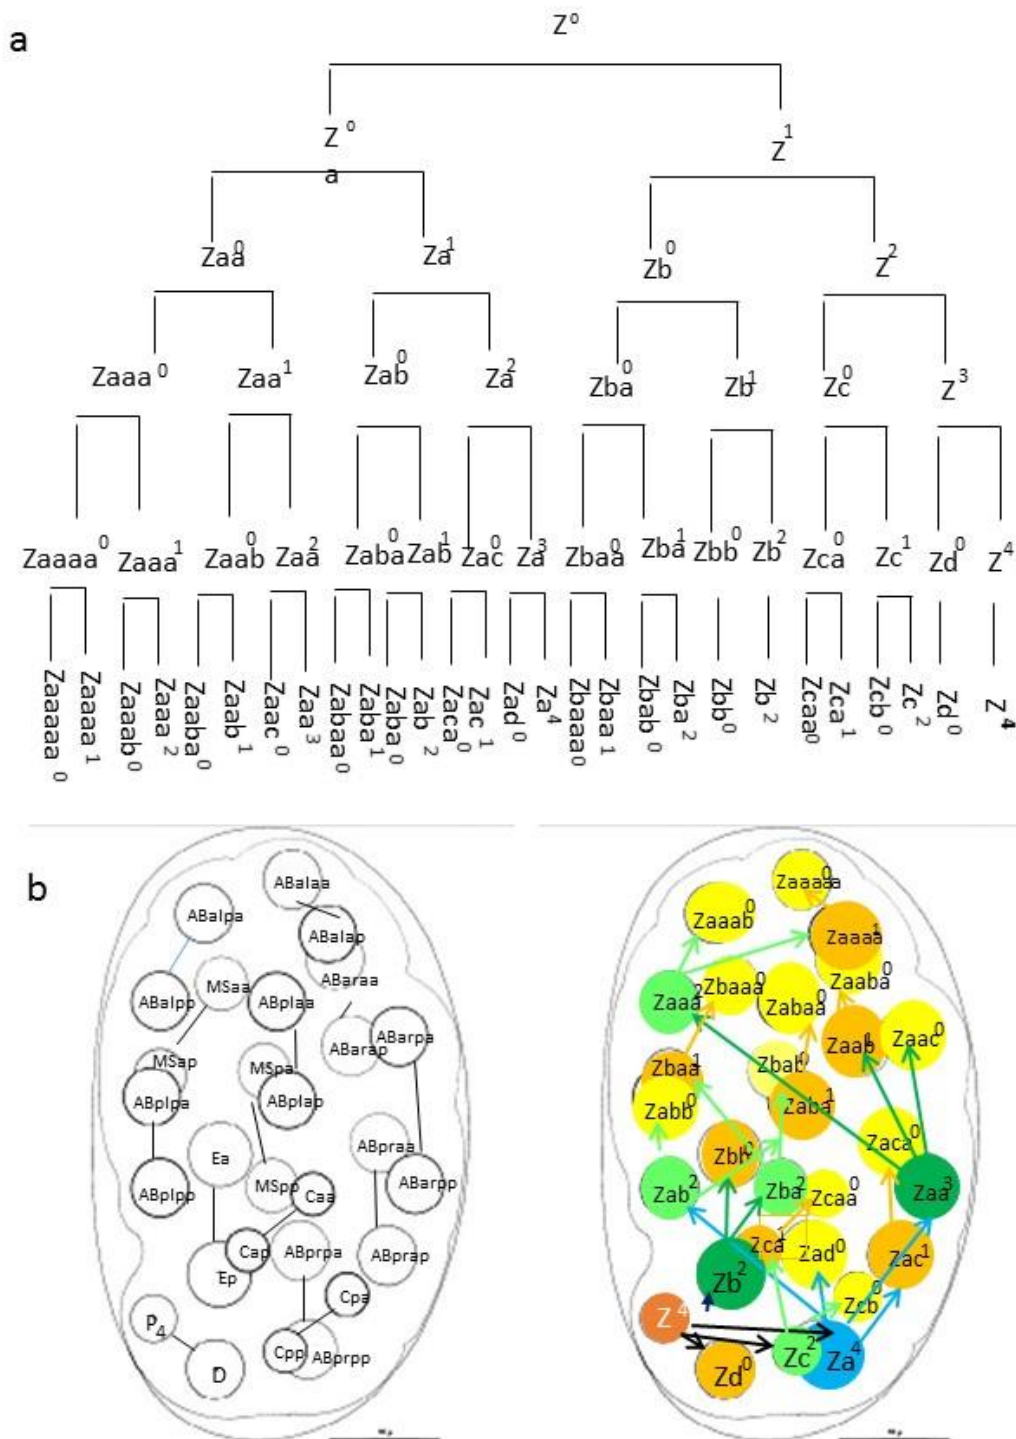 a
Z⁰
Z⁰
a
Z¹
Zaa⁰ Za¹ Zb⁰ Z²
Zaaa⁰ Zaa¹ Zab⁰ Za² Zba⁰ Zb¹ Zc⁰ Z³
Zaaaa⁰ Zaaa¹ Zaab⁰ Zaa² Zaba⁰ Zab¹ Zac⁰ Za³ Zbaa⁰ Zba¹ Zbb⁰ Zb² Zca⁰ Zc¹ Zd⁰ Z⁴
Zaaaaa⁰ Zaaaa¹ Zaaab⁰ Zaaa² Zaaba⁰ Zaab¹ Zaac⁰ Zaa³ Zabaa⁰ Zaba¹ Zaba⁰ Zab² Zaca⁰ Zac¹ Zad⁰ Za⁴ Zbaaa⁰ Zbaa¹ Zbab⁰ Zba² Zbb⁰ Zb² Zcaa⁰ Zca¹ Zcb⁰ Zc² Zd⁰ Z⁴
b
ABalaa
ABalpa
ABalap
ABaraa
MSaa
ABalpp
ABplaa
ABarap
ABarpa
MSap
MSpa
ABplpa
ABplap
ABpraa
Ea
ABplpp
MSpp
Caa
ABarpp
Cap
ABprpa
ABprap
Ep
Cpa
P₄
Cpp
ABprpp
D
Zaaaaa⁰
Zaaab⁰
Zaaaa¹
Zaaa²
Zbaaa⁰
Zaaba⁰
Zabaa⁰
Zaab¹
Zaac⁰
Zbaa¹
Zbab⁰
Zabb⁰
Zaba¹
Zaca⁰
Zbb⁰
Zab²
Zba²
Zcaa⁰
Zaa³
Zca¹
Zad⁰
Zac¹
Zb²
Zcb⁰
Z⁴
Zc²
Za⁴
Zd⁰